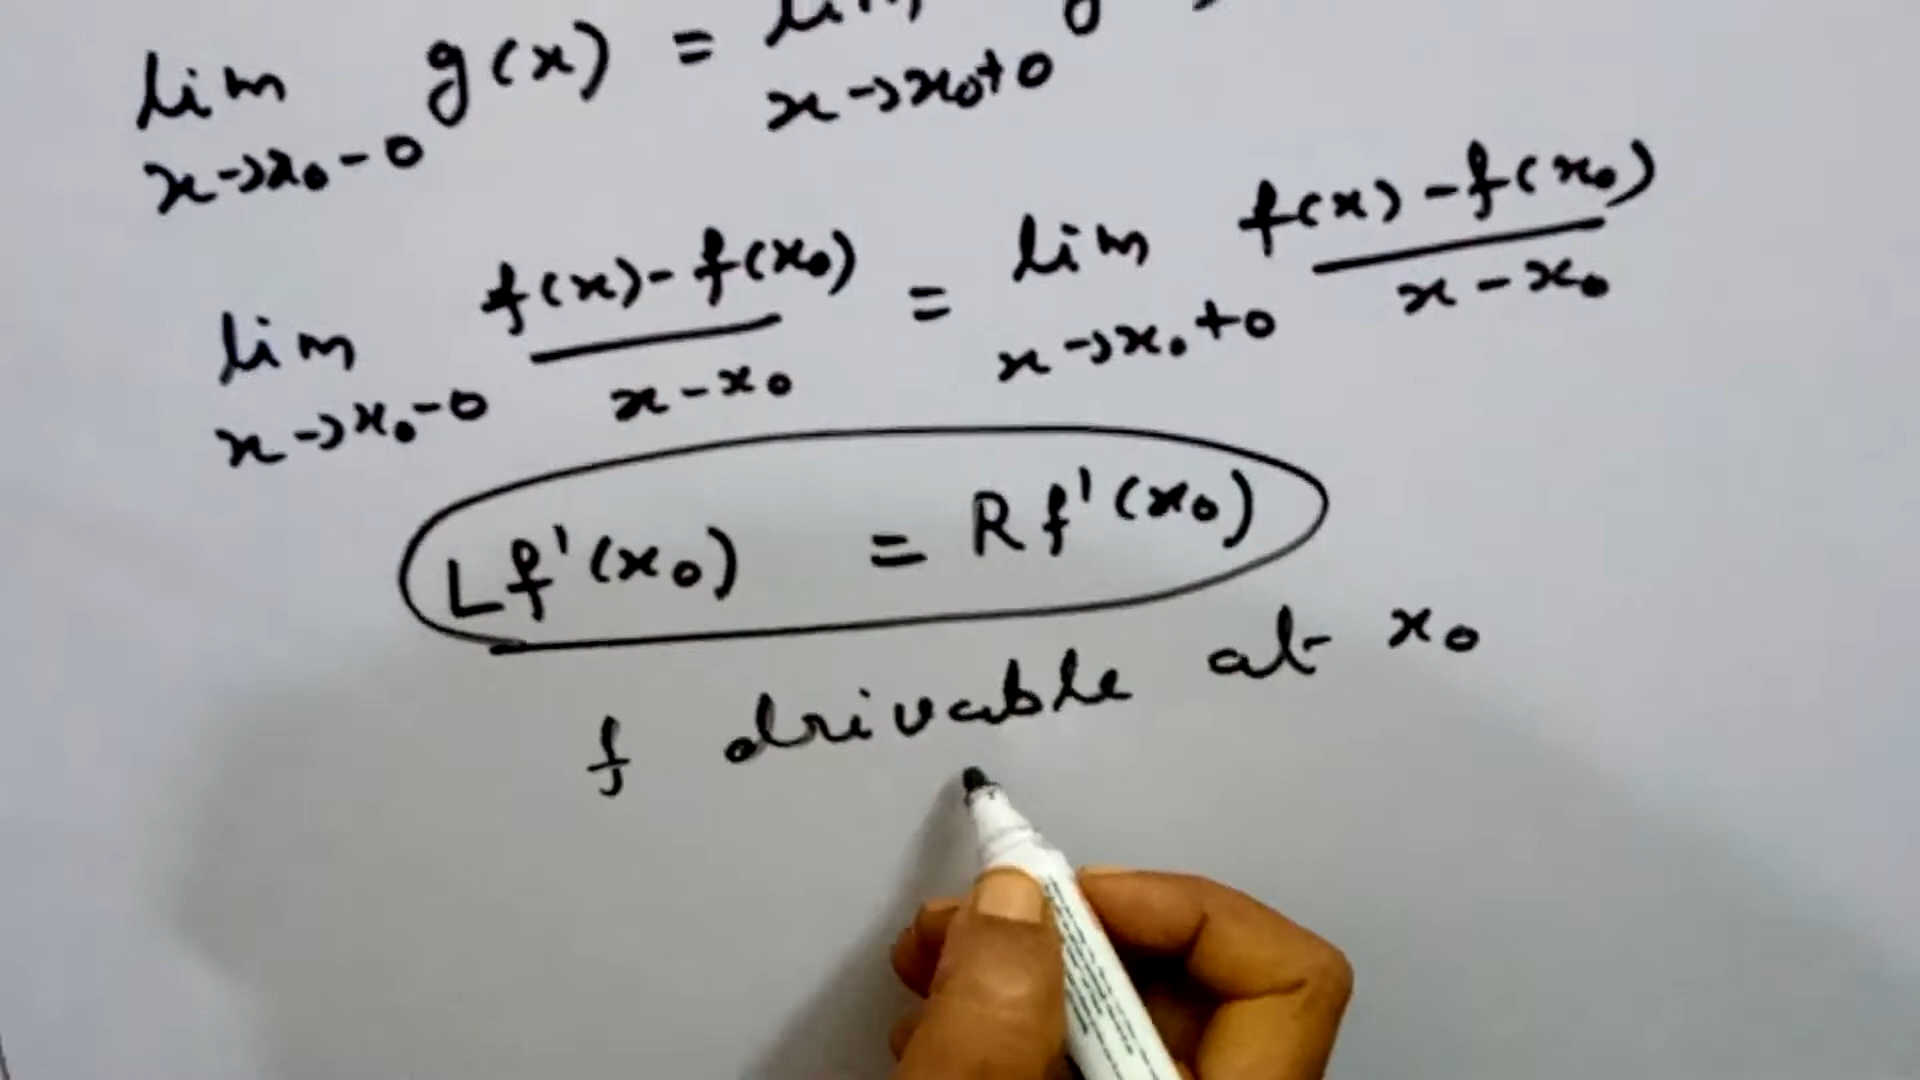 lim g(x) = lim
x→x₀-0 x→x₀+0
lim f(x)-f(x₀) / x-x₀ = lim f(x)-f(x₀) / x-x₀
x→x₀-0 x→x₀+0
Lf'(x₀) = Rf'(x₀)
f drivable at x₀